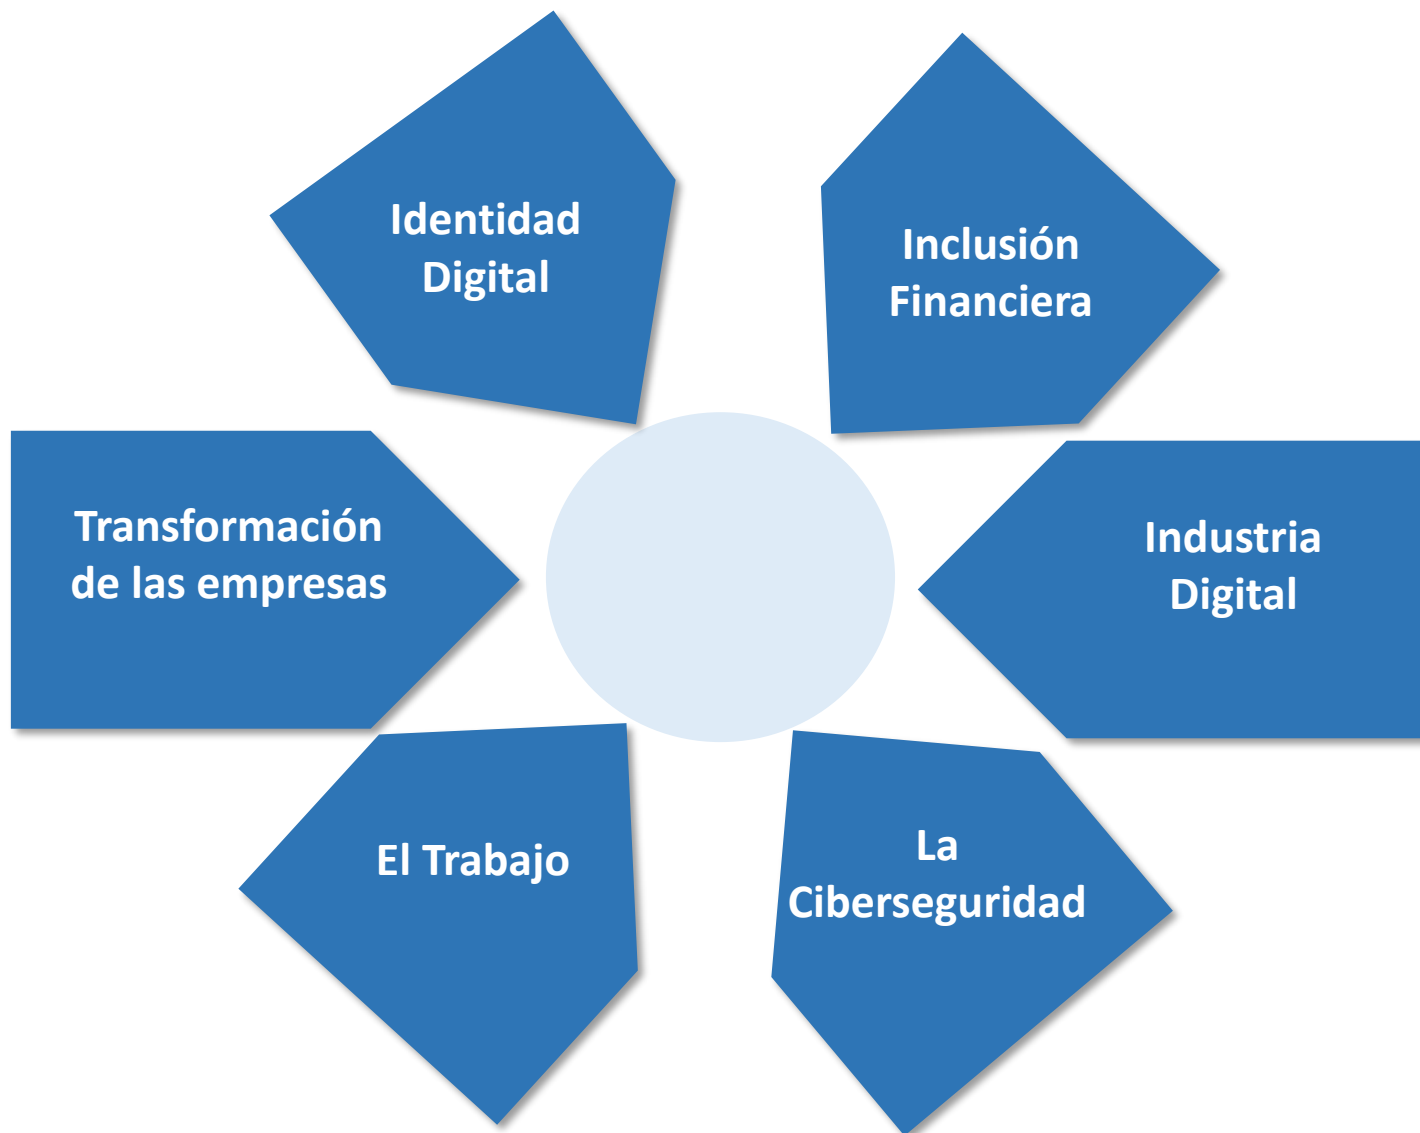 Identidad
Digital
Inclusión
Financiera
Transformación
de las empresas
Industria
Digital
El Trabajo
La
Ciberseguridad